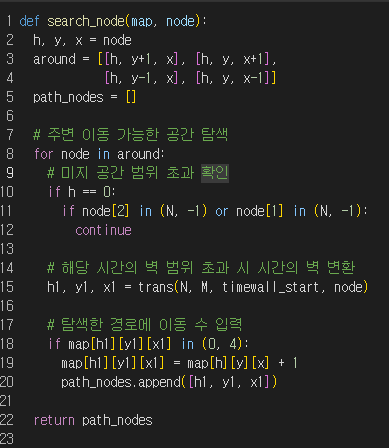 1 def search_node(map, node):
2   h, y, x = node
3   around = [[h, y+1, x], [h, y, x+1],
4             [h, y-1, x], [h, y, x-1]]
5   path_nodes = []
6
7   # 주변 이동 가능한 공간 탐색
8   for node in around:
9     # 미지 공간 범위 초과 확인
10     if h == 0:
11       if node[2] in (N, -1) or node[1] in (N, -1):
12         continue
13
14     # 해당 시간의 벽 범위 초과 시 시간의 벽 변환
15     h1, y1, x1 = trans(N, M, timewall_start, node)
16
17     # 탐색한 경로에 이동 수 입력
18     if map[h1][y1][x1] in (0, 4):
19       map[h1][y1][x1] = map[h][y][x] + 1
20       path_nodes.append([h1, y1, x1])
21
22   return path_nodes
23